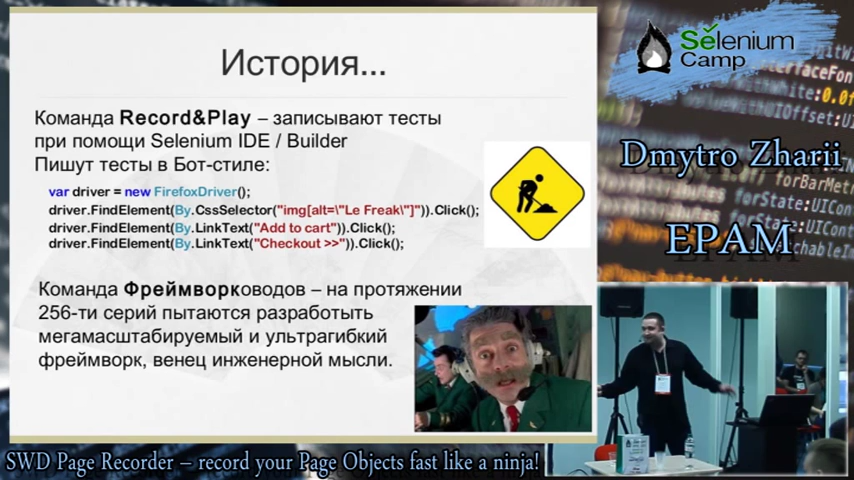 История...
Команда Record&Play – записывают тесты
при помощи Selenium IDE / Builder
Пишут тесты в Бот-стиле:
var driver = new FirefoxDriver();
driver.FindElement(By.CssSelector("img[alt=\"Le Freak\"]")).Click();
driver.FindElement(By.LinkText("Add to cart")).Click();
driver.FindElement(By.LinkText("Checkout >>")).Click();
Команда Фреймворководов – на протяжении
256-ти серий пытаются разработыть
мегамасштабируемый и ультрагибкий
фреймворк, венец инженерной мысли.
Selenium
Camp
Dmytro Zharii
EPAM
SWD Page Recorder – record your Page Objects fast like a ninja!